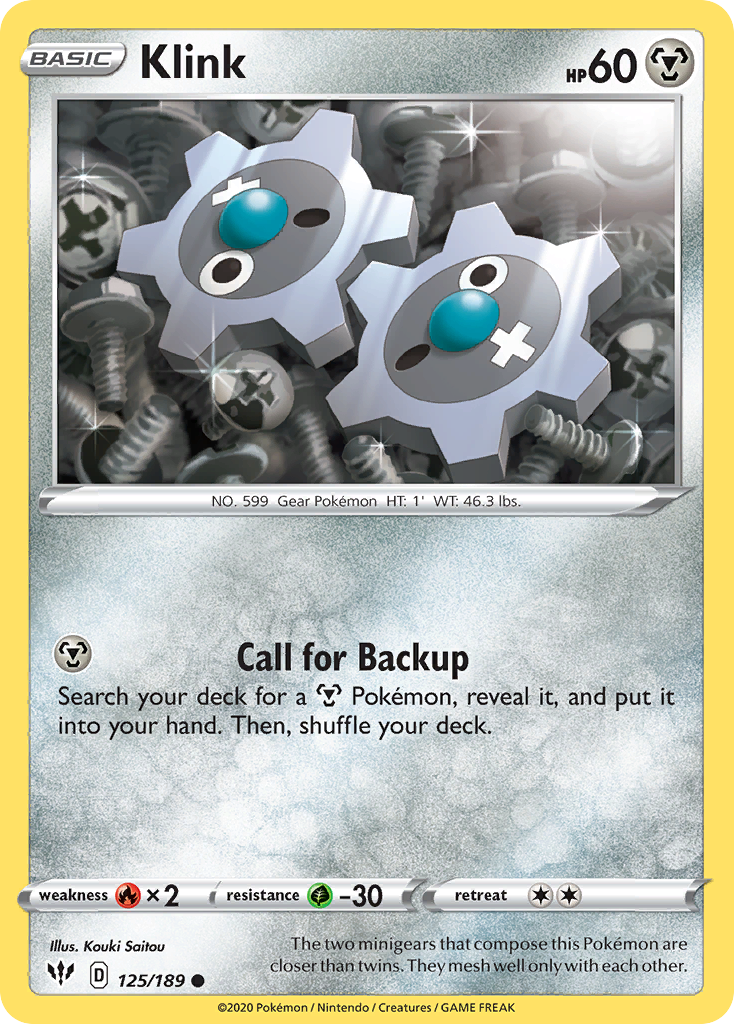 BASIC Klink HP60
NO. 599 Gear Pokémon HT: 1' WT: 46.3 lbs.
Call for Backup
Search your deck for a Pokémon, reveal it, and put it
into your hand. Then, shuffle your deck.
weakness ×2 resistance -30 retreat
Illus. Kouki Saitou
The two minigears that compose this Pokémon are
closer than twins. They mesh well only with each other.
D 125/189
©2020 Pokémon / Nintendo / Creatures / GAME FREAK